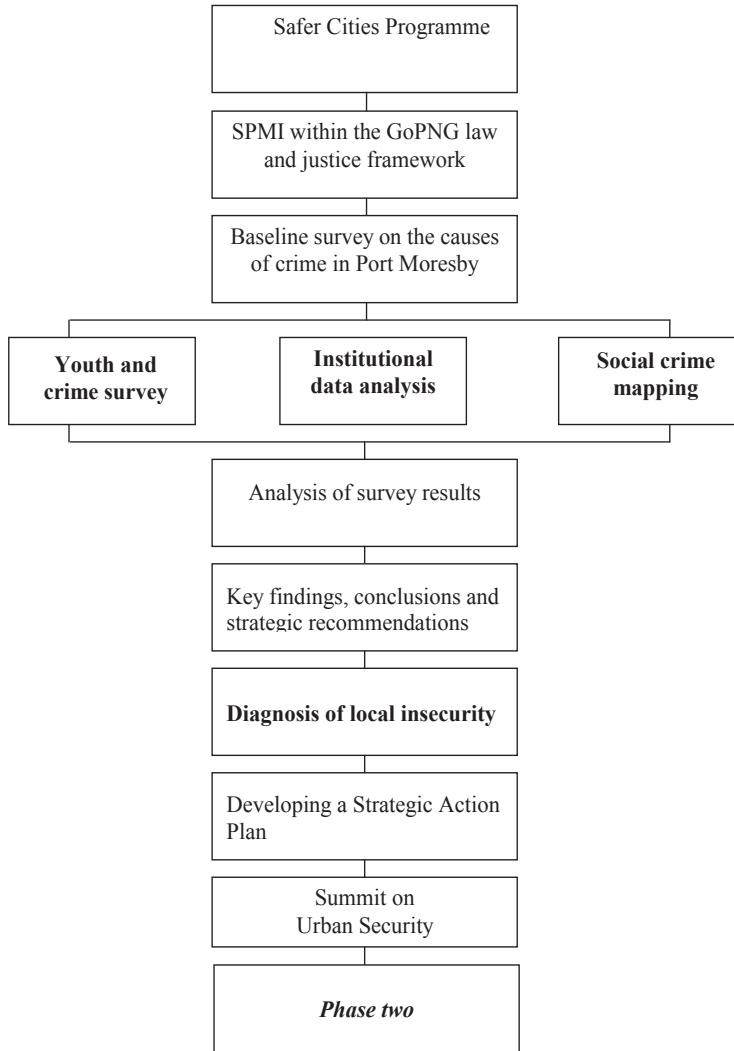 Safer Cities Programme
SPMI within the GoPNG law
and justice framework
Baseline survey on the causes
of crime in Port Moresby
Youth and
crime survey
Institutional
data analysis
Social crime
mapping
Analysis of survey results
Key findings, conclusions and
strategic recommendations
Diagnosis of local insecurity
Developing a Strategic Action
Plan
Summit on
Urban Security
Phase two